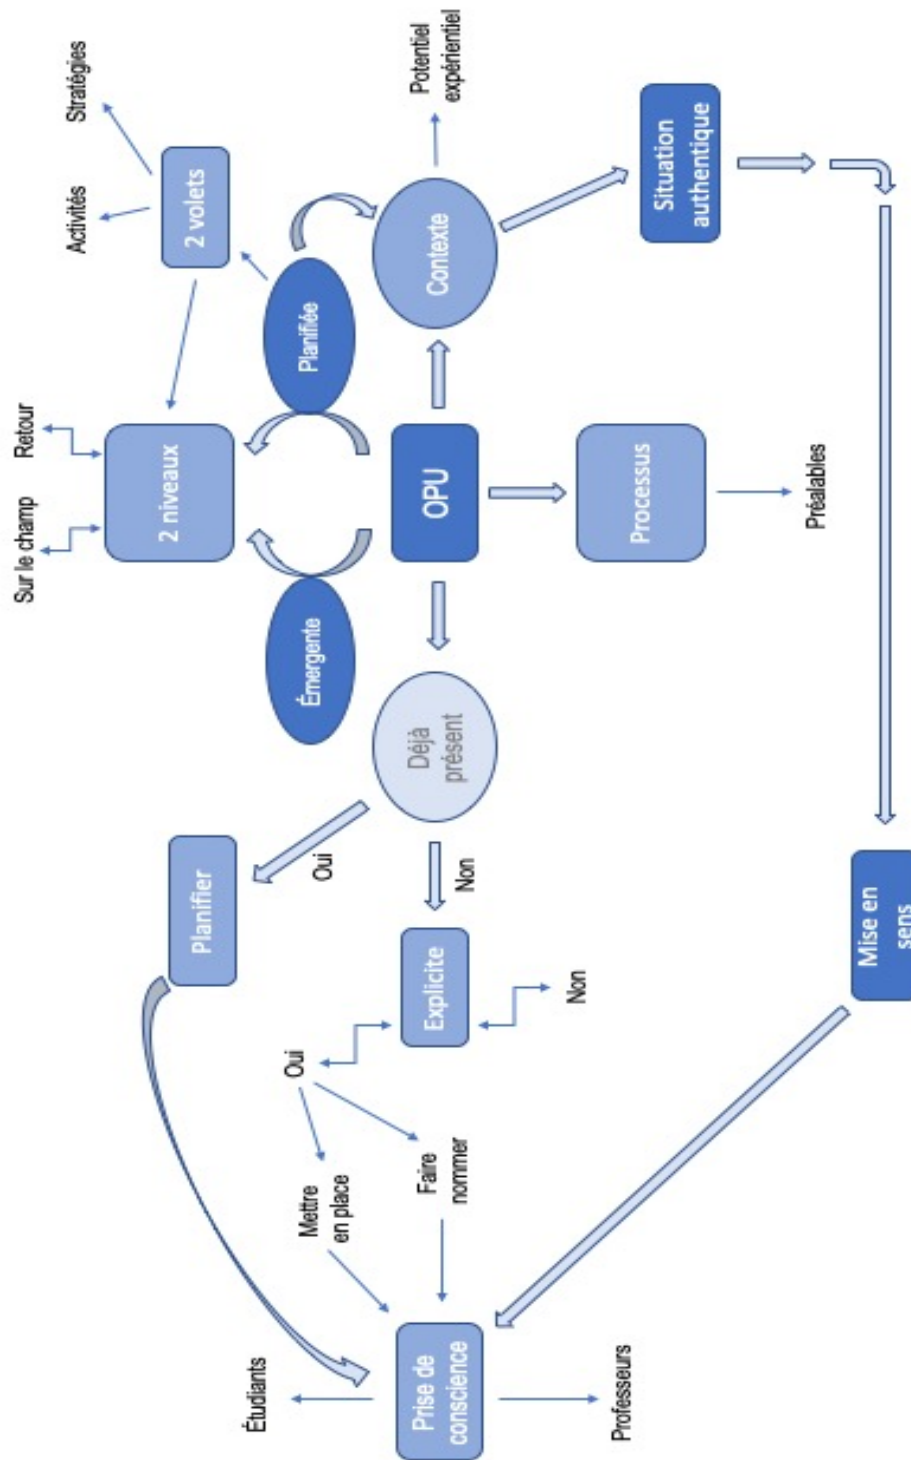 Étudiants
Prise de
conscience
Professeurs
Mettre
en place
Faire
nommer
Oui
Explicite
Non
Planifier
Oui
Non
Déjà
présent
Mise en
sens
Émergente
Sur le champ
Retour
2 niveaux
OPU
Processus
Préalables
Planifiée
Activités
Stratégies
2 volets
Contexte
Potentiel
expérientiel
Situation
authentique